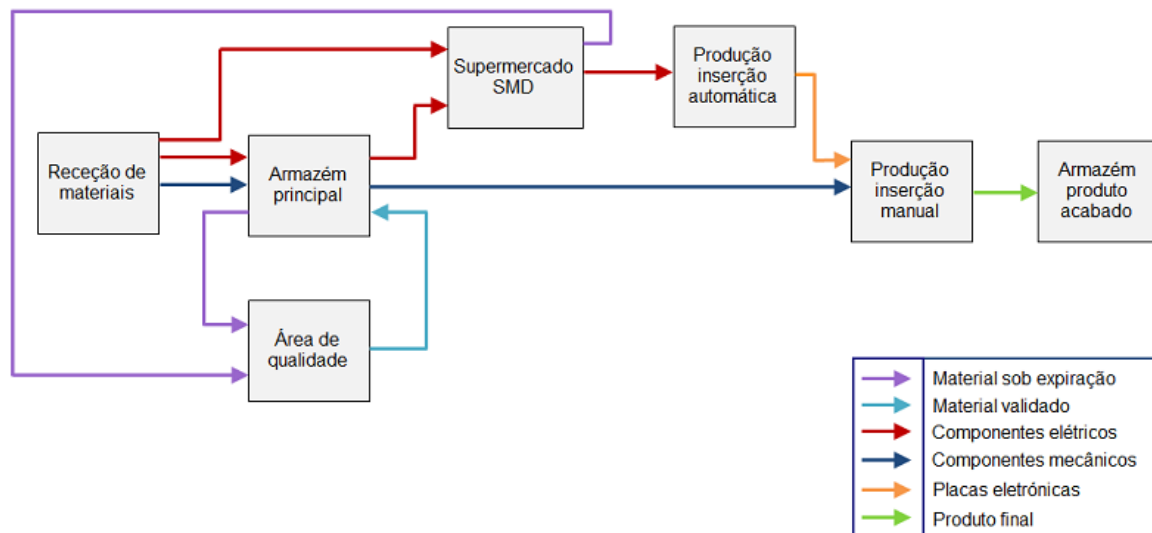 Supermercado
SMD
Produção
inserção
automática
Receção de
materiais
Armazém
principal
Produção
inserção
manual
Armazém
produto
acabado
Área de
qualidade
Material sob expiração
Material validado
Componentes elétricos
Componentes mecânicos
Placas eletrónicas
Produto final